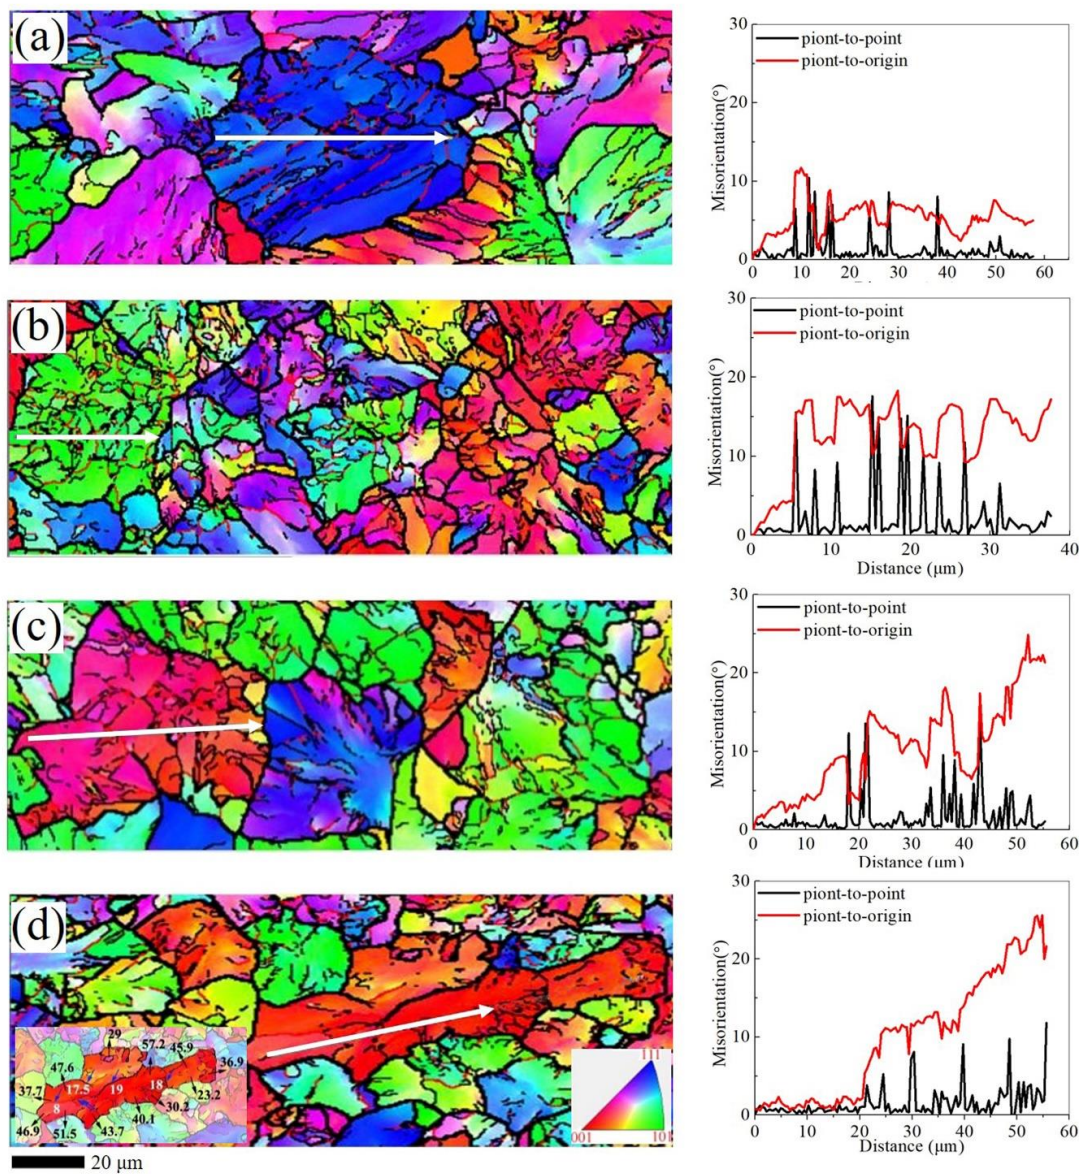 (a)
30
piont-to-point
piont-to-origin
20
Misorientation(°)
10
0
0 10 20 30 40 50 60
(b)
30
piont-to-point
piont-to-origin
20
Misorientation(°)
10
0
0 10 20 30 40
Distance (μm)
(c)
30
piont-to-point
piont-to-origin
20
Misorientation(°)
10
0
0 10 20 30 40 50 60
Distance (μm)
(d)
30
piont-to-point
piont-to-origin
20
Misorientation(°)
10
0
0 10 20 30 40 50 60
Distance (μm)
29
57.2
45.9
47.6
36.9
37.7
17.5
19
18
23.2
8
30.2
40.1
46.9
51.5
43.7
111
001
101
20 μm